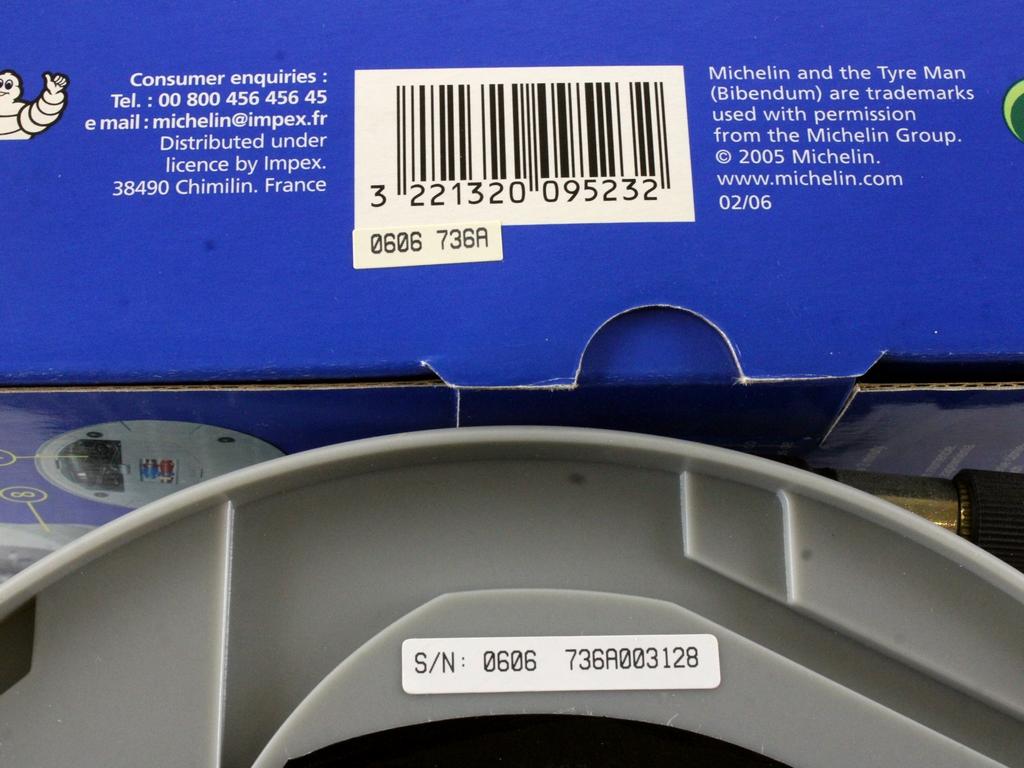 Consumer enquiries :
Tel. : 00 800 456 456 45
e mail : michelin@impex.fr
Distributed under
licence by Impex.
38490 Chimilin. France
3 221320 095232
0606 736A
Michelin and the Tyre Man
(Bibendum) are trademarks
used with permission
from the Michelin Group.
© 2005 Michelin.
www.michelin.com
02/06
8
S/N: 0606 736A003128